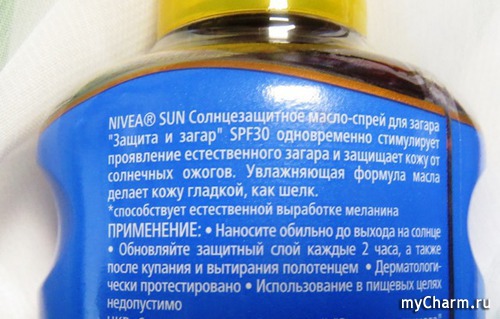 NIVEA® SUN Солнцезащитное масло-спрей для загара
"Защита и загар" SPF30 одновременно стимулирует
проявление естественного загара и защищает кожу от
солнечных ожогов. Увлажняющая формула масла
делает кожу гладкой, как шелк.
*способствует естественной выработке меланина
ПРИМЕНЕНИЕ: • Наносите обильно до выхода на солнце
• Обновляйте защитный слой каждые 2 часа, а также
после купания и вытирания полотенцем • Дерматологи-
чески протестировано • Использование в пищевых целях
недопустимо
myCharm.ru